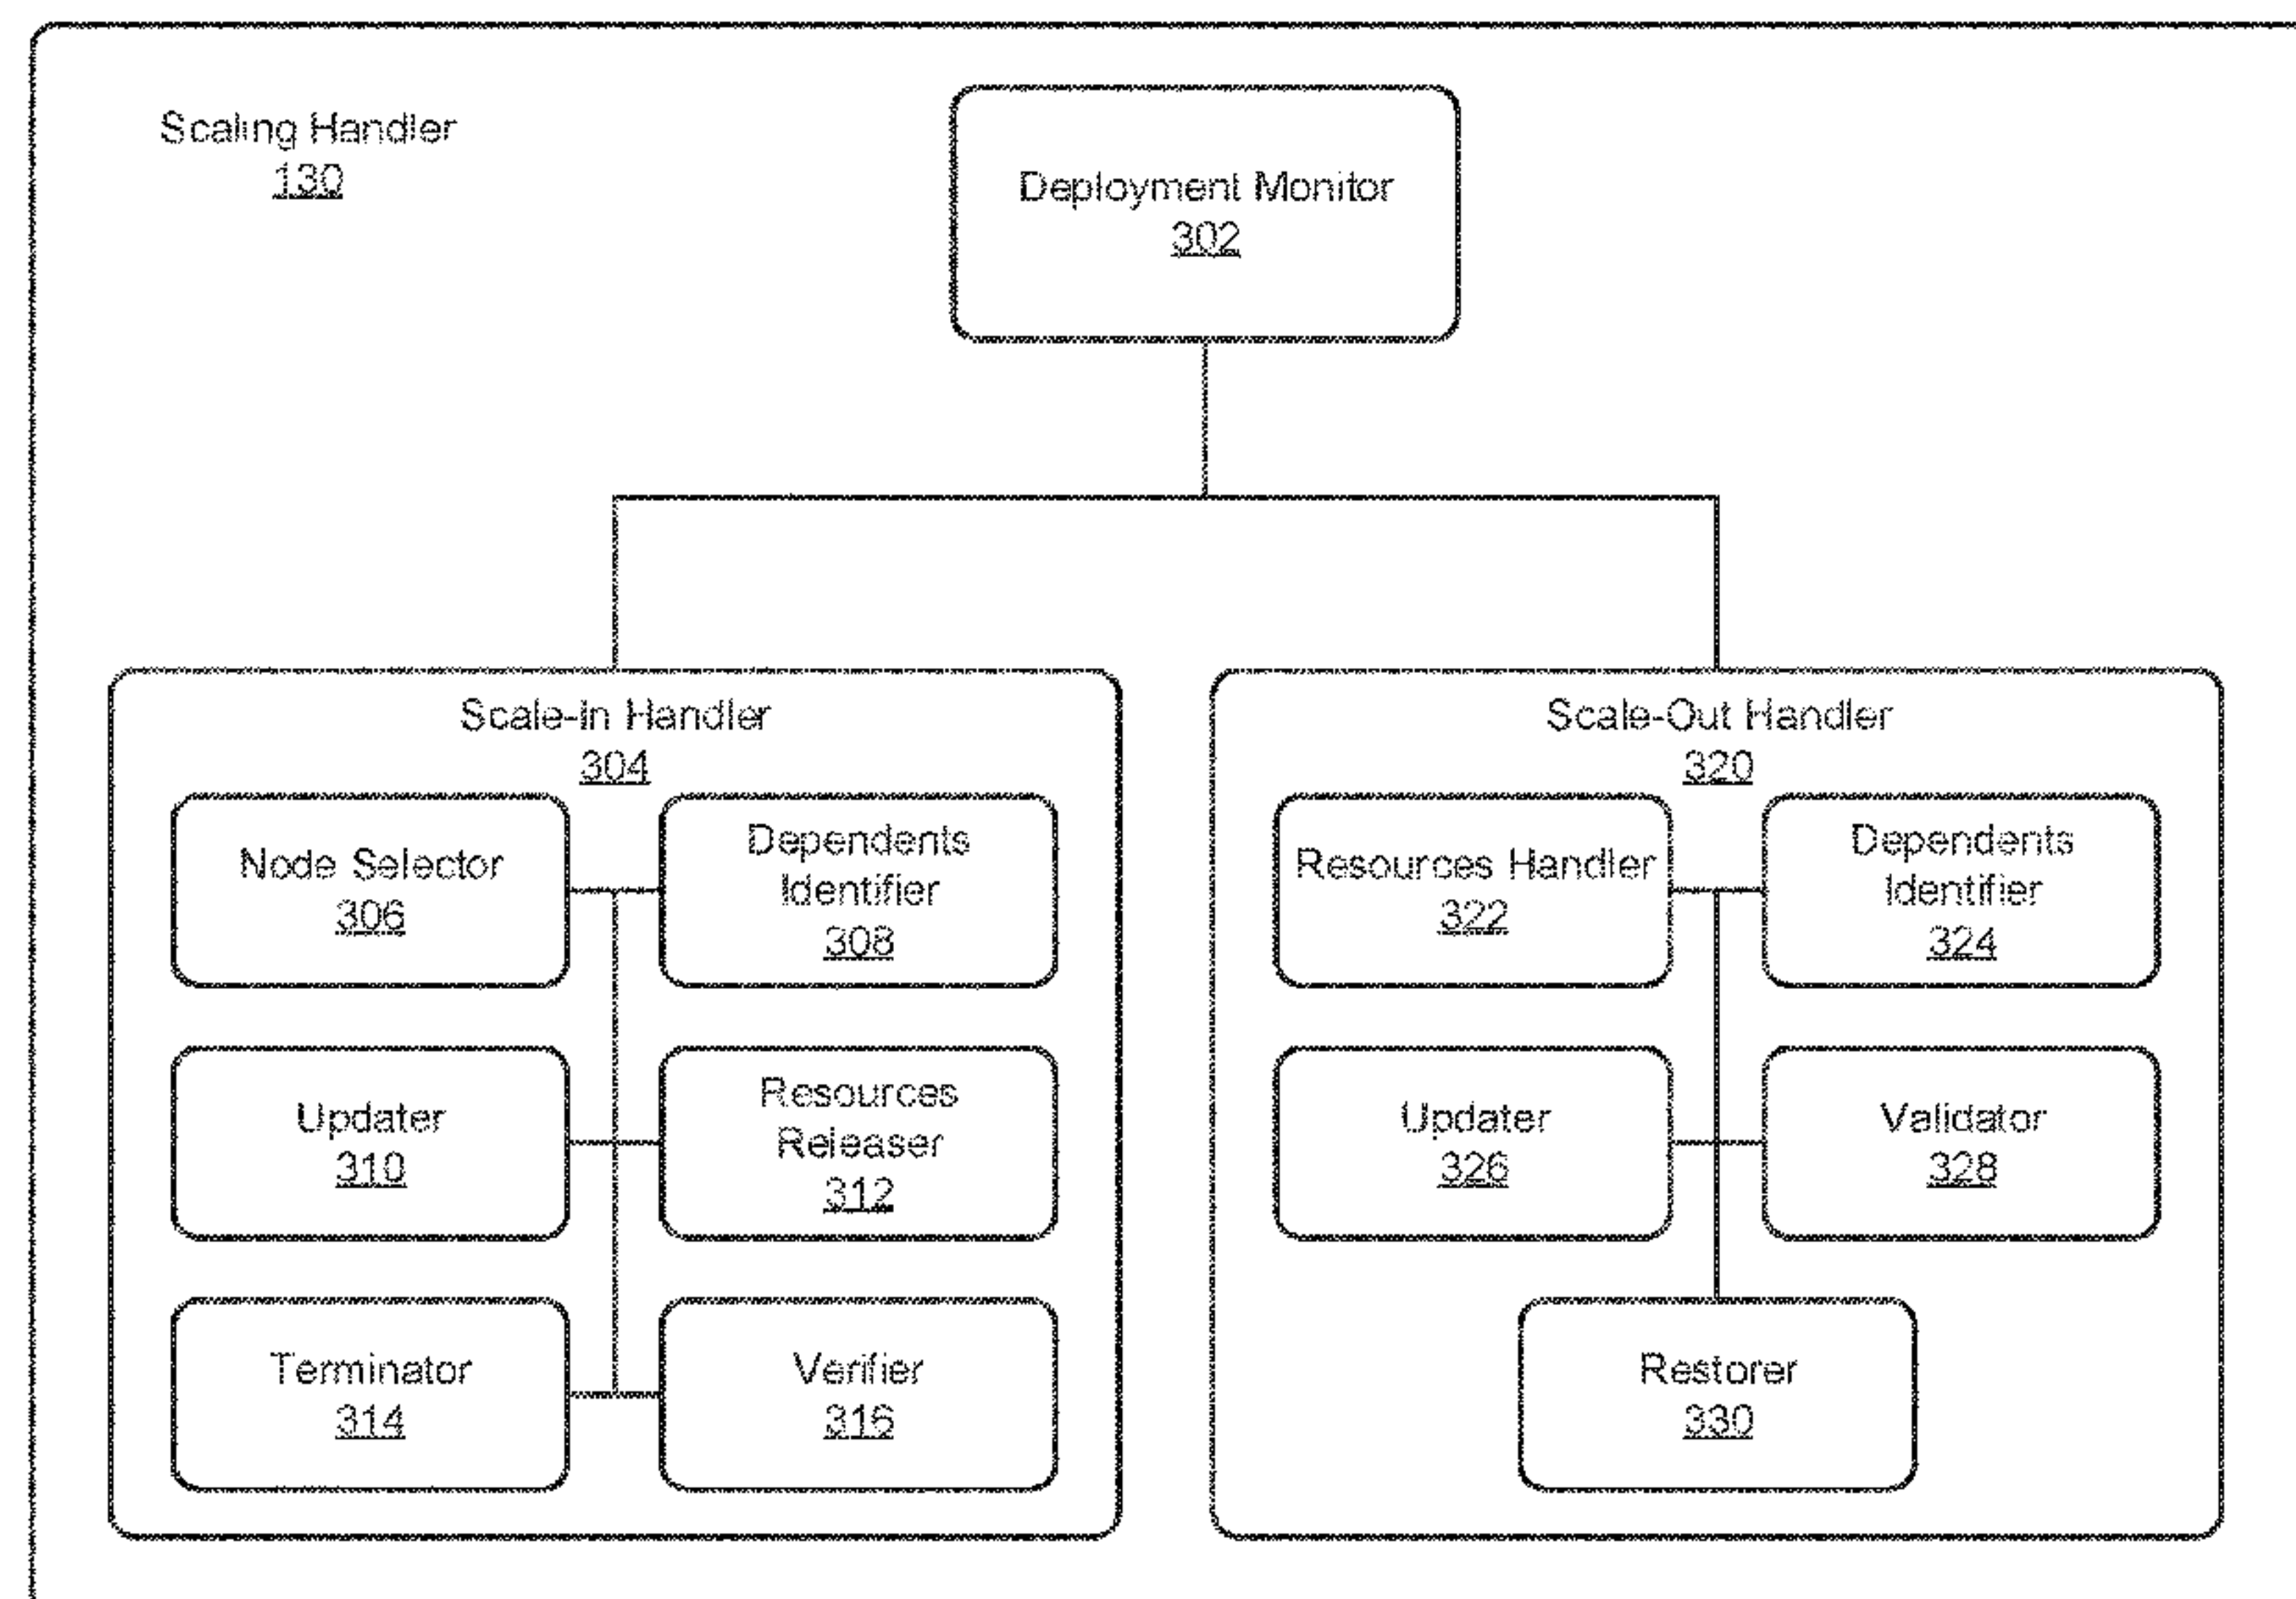 Scaling Handler
130
Deployment Monitor
302
Scale-In Handler
304
Node Selector
306
Dependents
Identifier
308
Updater
310
Resources
Releaser
312
Terminator
314
Verifier
316
Scale-Out Handler
320
Resources Handler
322
Dependents
Identifier
324
Updater
326
Validator
328
Restorer
330